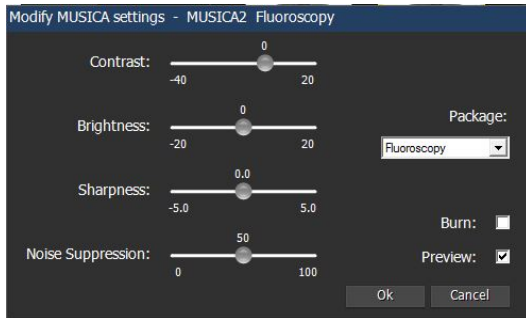 Modify MUSICA settings - MUSICA2 Fluoroscopy
0
Contrast:
-40 20
0
Brightness:
-20 20
Package:
Fluoroscopy
0.0
Sharpness:
-5.0 5.0
Burn:
50
Noise Suppression:
0 100
Preview:
Ok Cancel